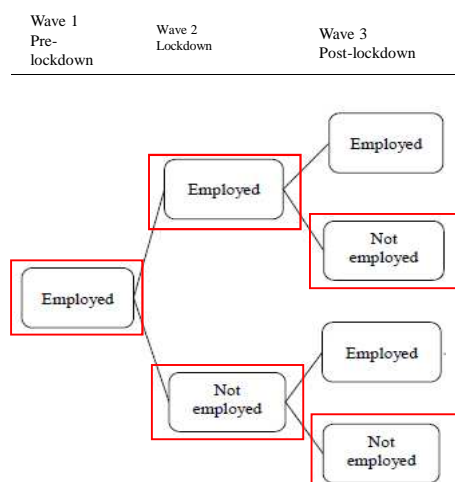 Wave 1
Pre-
lockdown
Wave 2
Lockdown
Wave 3
Post-lockdown
Employed
Employed
Not
employed
Employed
Employed
Not
employed
Not
employed